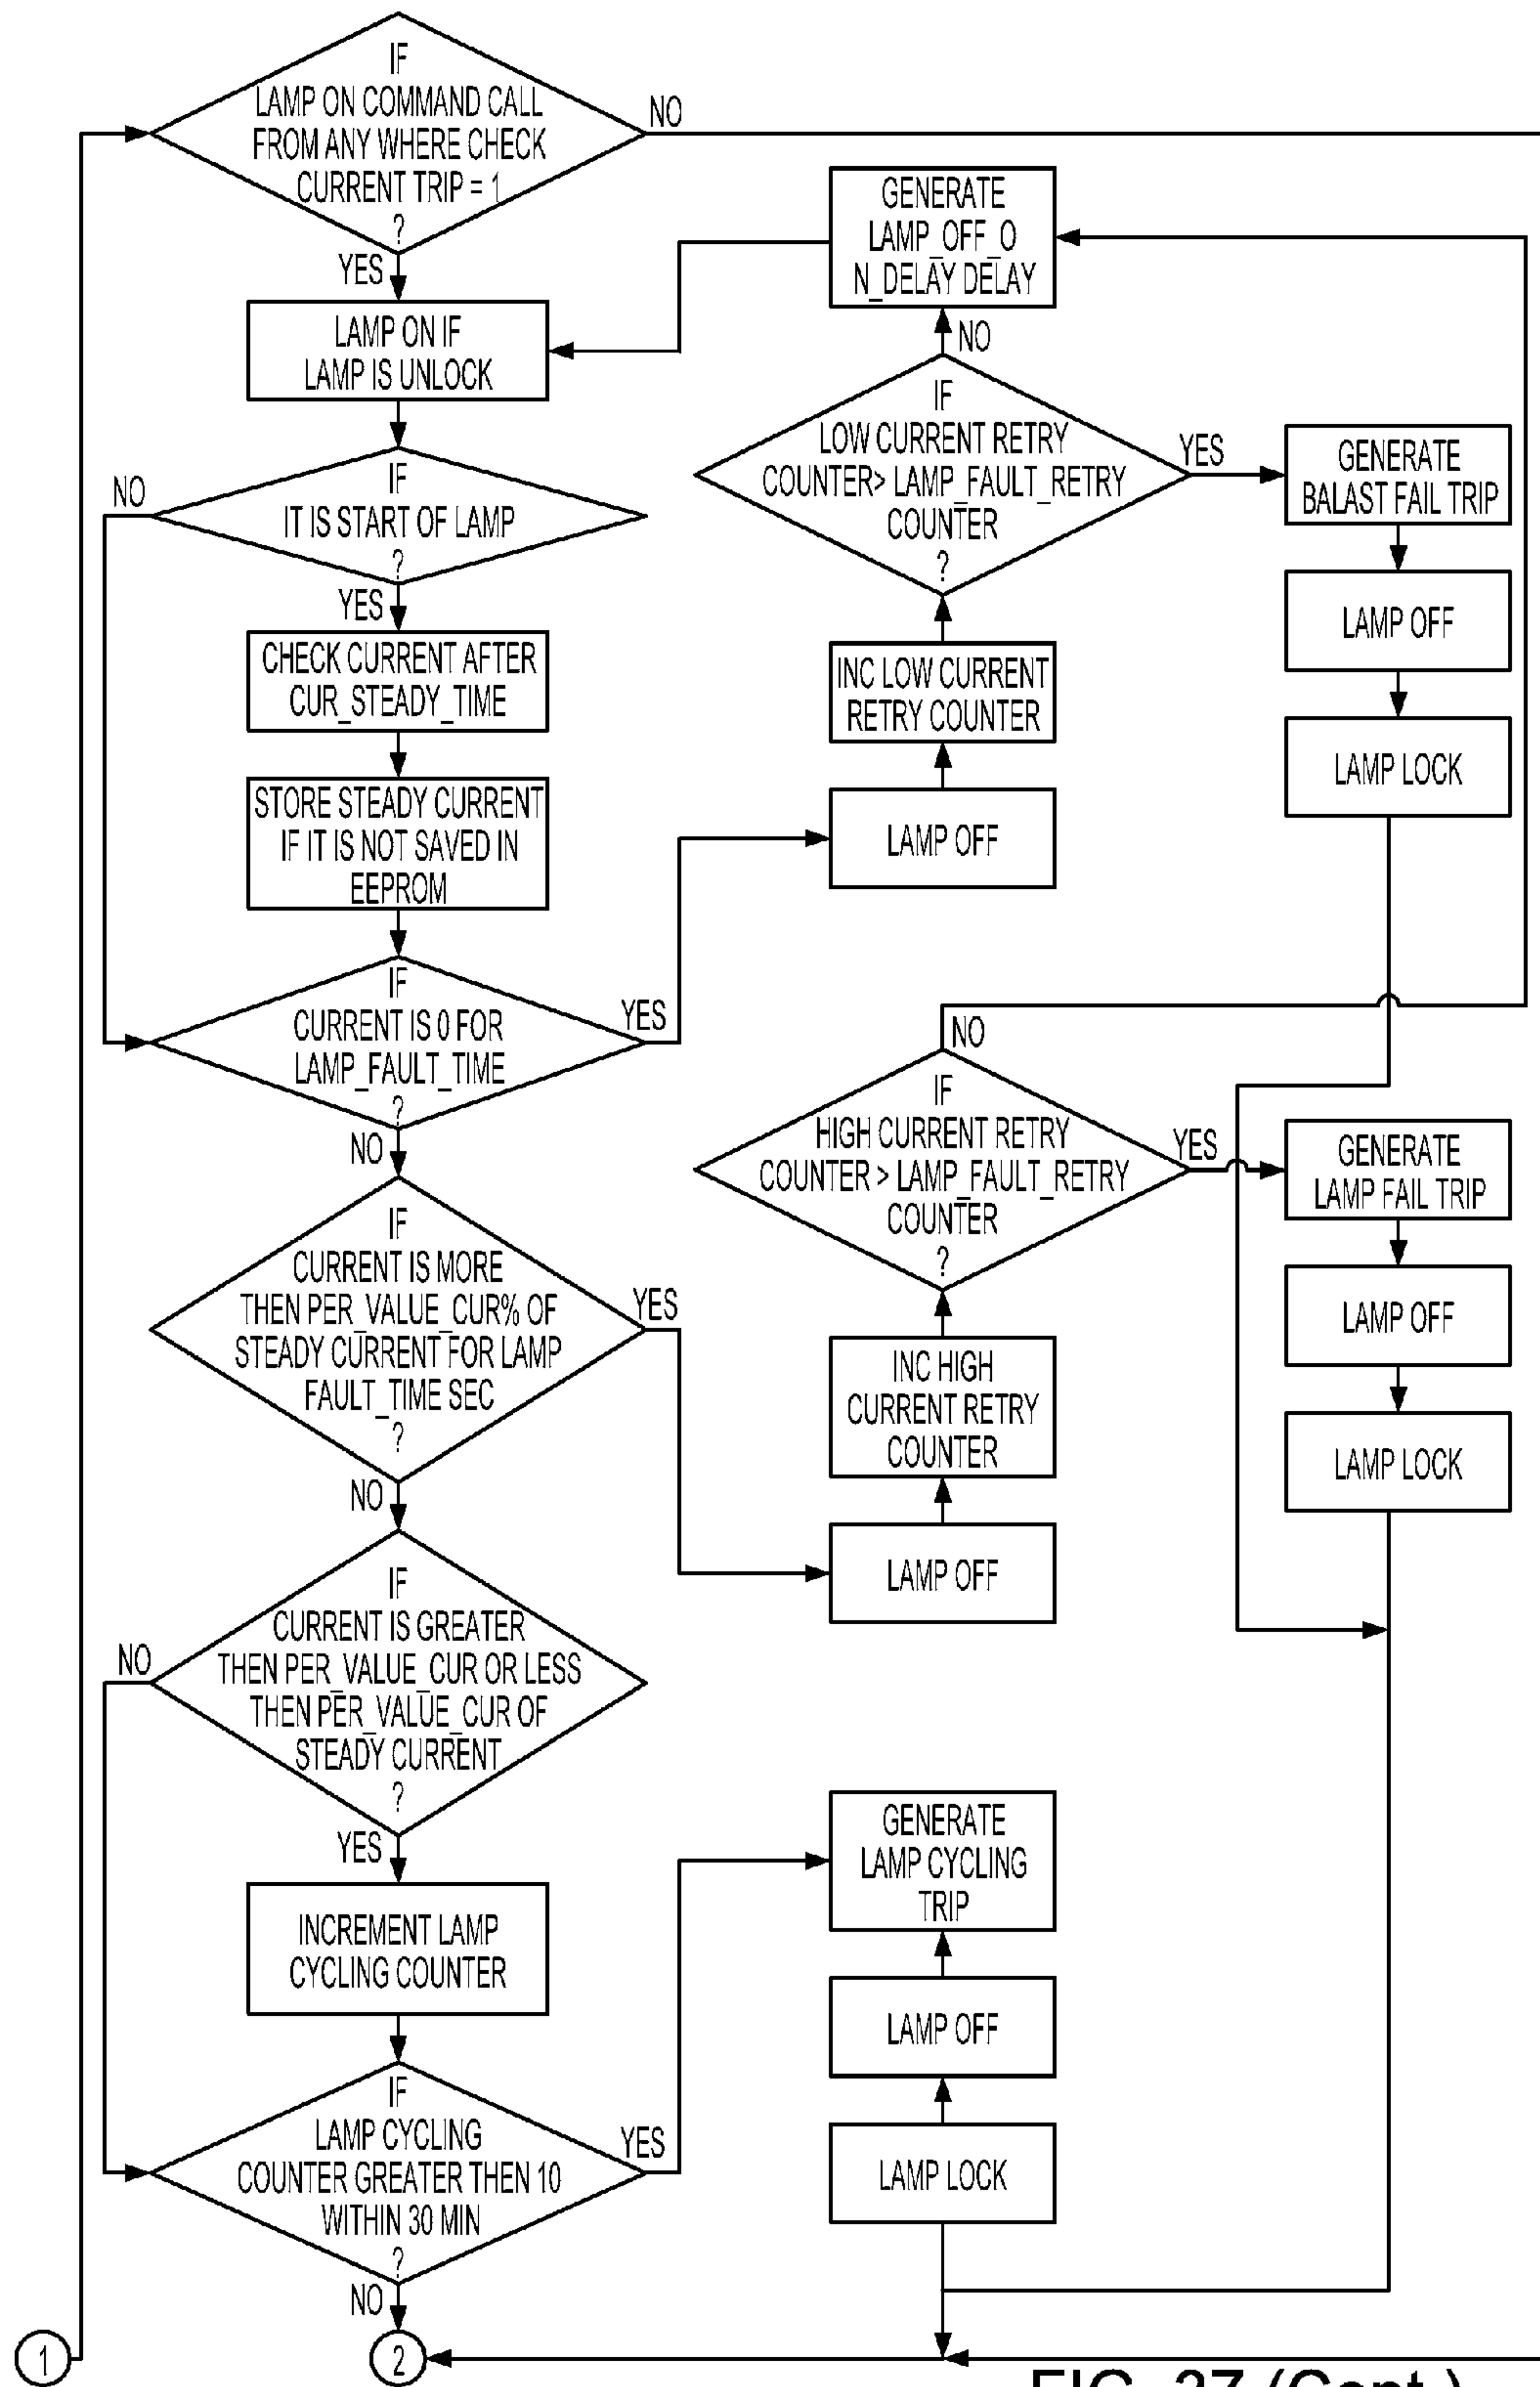 IF
LAMP ON COMMAND CALL
FROM ANY WHERE CHECK
CURRENT TRIP = 1
?
NO
YES
LAMP ON IF
LAMP IS UNLOCK
IF
IT IS START OF LAMP
?
NO
YES
CHECK CURRENT AFTER
CUR_STEADY_TIME
STORE STEADY CURRENT
IF IT IS NOT SAVED IN
EEPROM
IF
CURRENT IS 0 FOR
LAMP_FAULT_TIME
?
YES
NO
IF
CURRENT IS MORE
THEN PER_VALUE_CUR% OF
STEADY CURRENT FOR LAMP
FAULT_TIME SEC
?
YES
NO
IF
CURRENT IS GREATER
THEN PER_VALUE_CUR OR LESS
THEN PER_VALUE_CUR OF
STEADY CURRENT
?
NO
YES
INCREMENT LAMP
CYCLING COUNTER
IF
LAMP CYCLING
COUNTER GREATER THEN 10
WITHIN 30 MIN
?
YES
NO
1
2
GENERATE
LAMP_OFF_O
N_DELAY DELAY
NO
IF
LOW CURRENT RETRY
COUNTER> LAMP_FAULT_RETRY
COUNTER
?
YES
INC LOW CURRENT
RETRY COUNTER
LAMP OFF
GENERATE
BALAST FAIL TRIP
LAMP OFF
LAMP LOCK
NO
IF
HIGH CURRENT RETRY
COUNTER > LAMP_FAULT_RETRY
COUNTER
?
YES
INC HIGH
CURRENT RETRY
COUNTER
LAMP OFF
GENERATE
LAMP FAIL TRIP
LAMP OFF
LAMP LOCK
GENERATE
LAMP CYCLING
TRIP
LAMP OFF
LAMP LOCK
FIG. 37 (Cont.)